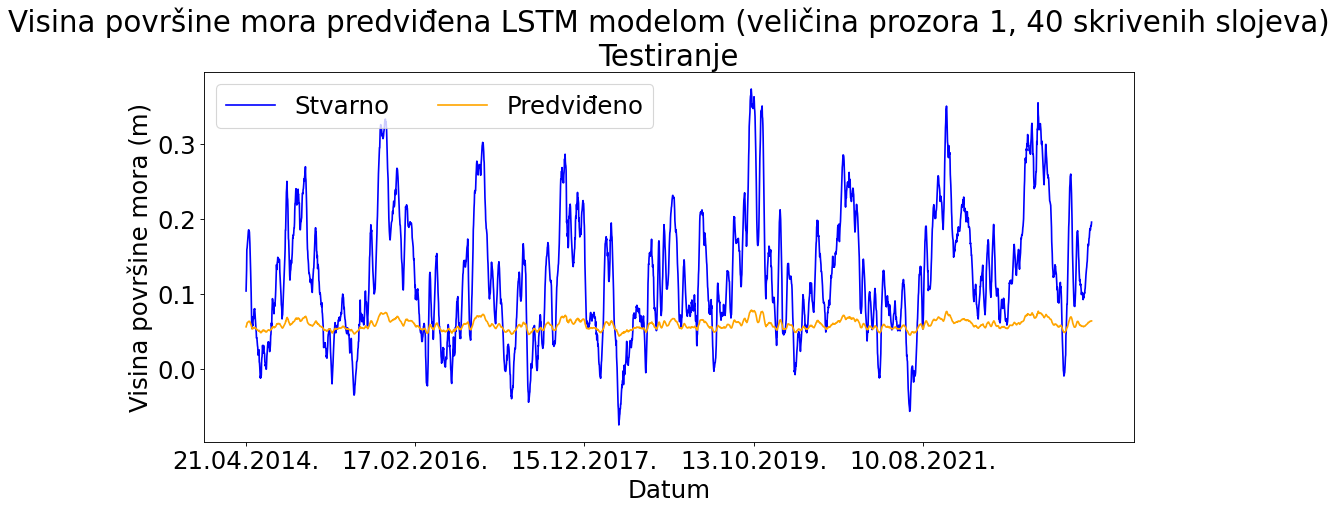 Visina površine mora predviđena LSTM modelom (veličina prozora 1, 40 skrivenih slojeva)
Testiranje
Stvarno Predviđeno
Visina površine mora (m)
0.3
0.2
0.1
0.0
21.04.2014. 17.02.2016. 15.12.2017. 13.10.2019. 10.08.2021.
Datum